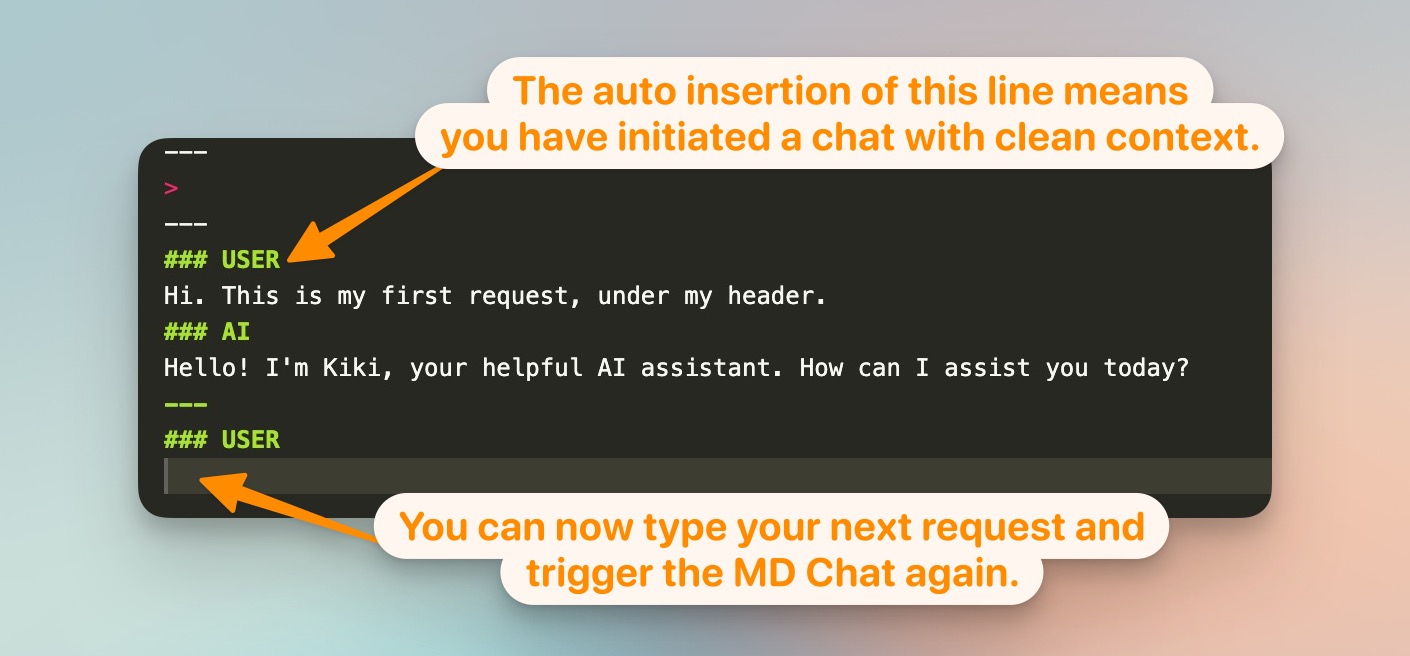 The auto insertion of this line means
you have initiated a chat with clean context.
---
>
---
### USER
Hi. This is my first request, under my header.
### AI
Hello! I'm Kiki, your helpful AI assistant. How can I assist you today?
---
### USER
You can now type your next request and
trigger the MD Chat again.